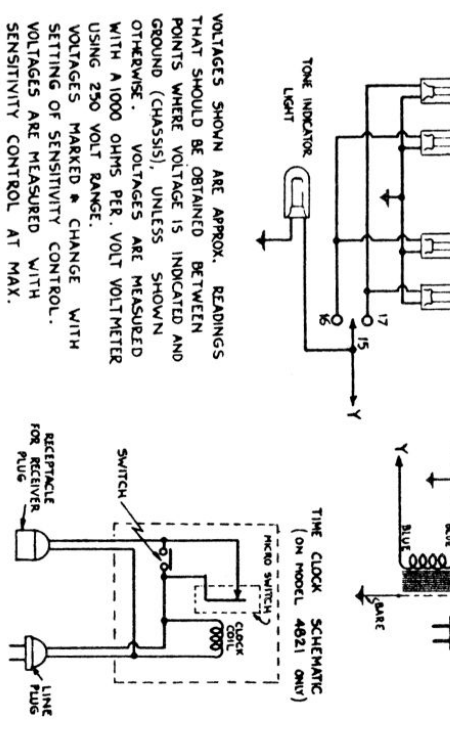 VOLTAGES SHOWN ARE APPROX. READINGS
THAT SHOULD BE OBTAINED BETWEEN
POINTS WHERE VOLTAGE IS INDICATED AND
GROUND (CHASSIS), UNLESS SHOWN
OTHERWISE. VOLTAGES ARE MEASURED
WITH A 1000 OHMS PER. VOLT VOLTMETER
USING 250 VOLT RANGE.
VOLTAGES MARKED * CHANGE WITH
SETTING OF SENSITIVITY CONTROL.
VOLTAGES ARE MEASURED WITH
SENSITIVITY CONTROL AT MAX.
TONE INDICATOR
LIGHT
17
15
16
Y
Y
BLUE
BLUE
BARE
TIME CLOCK SCHEMATIC
(ON MODEL 4821 ONLY)
MICRO SWITCH
CLOCK
COIL
SWITCH
RECEPTACLE
FOR RECEIVER
PLUG
LINE
PLUG